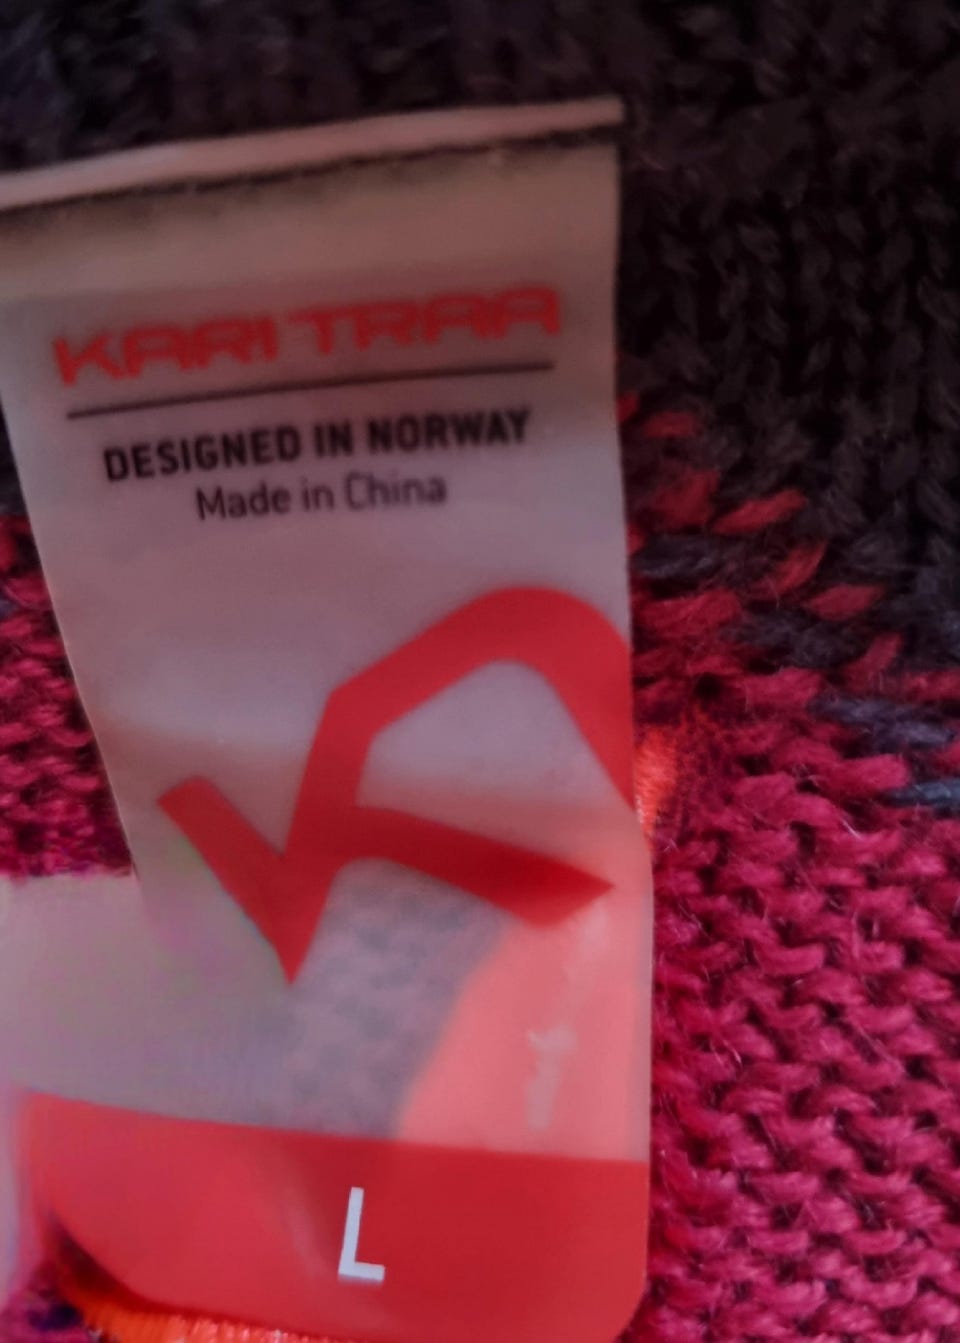 KARI TRAA
DESIGNED IN NORWAY
Made in China
L